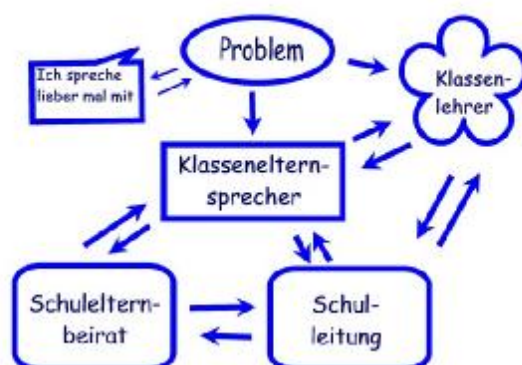 Problem
Ich spreche
lieber mal mit
Klassen-
lehrer
Klasseneltern-
sprecher
Schuleltern-
beirat
Schul-
leitung